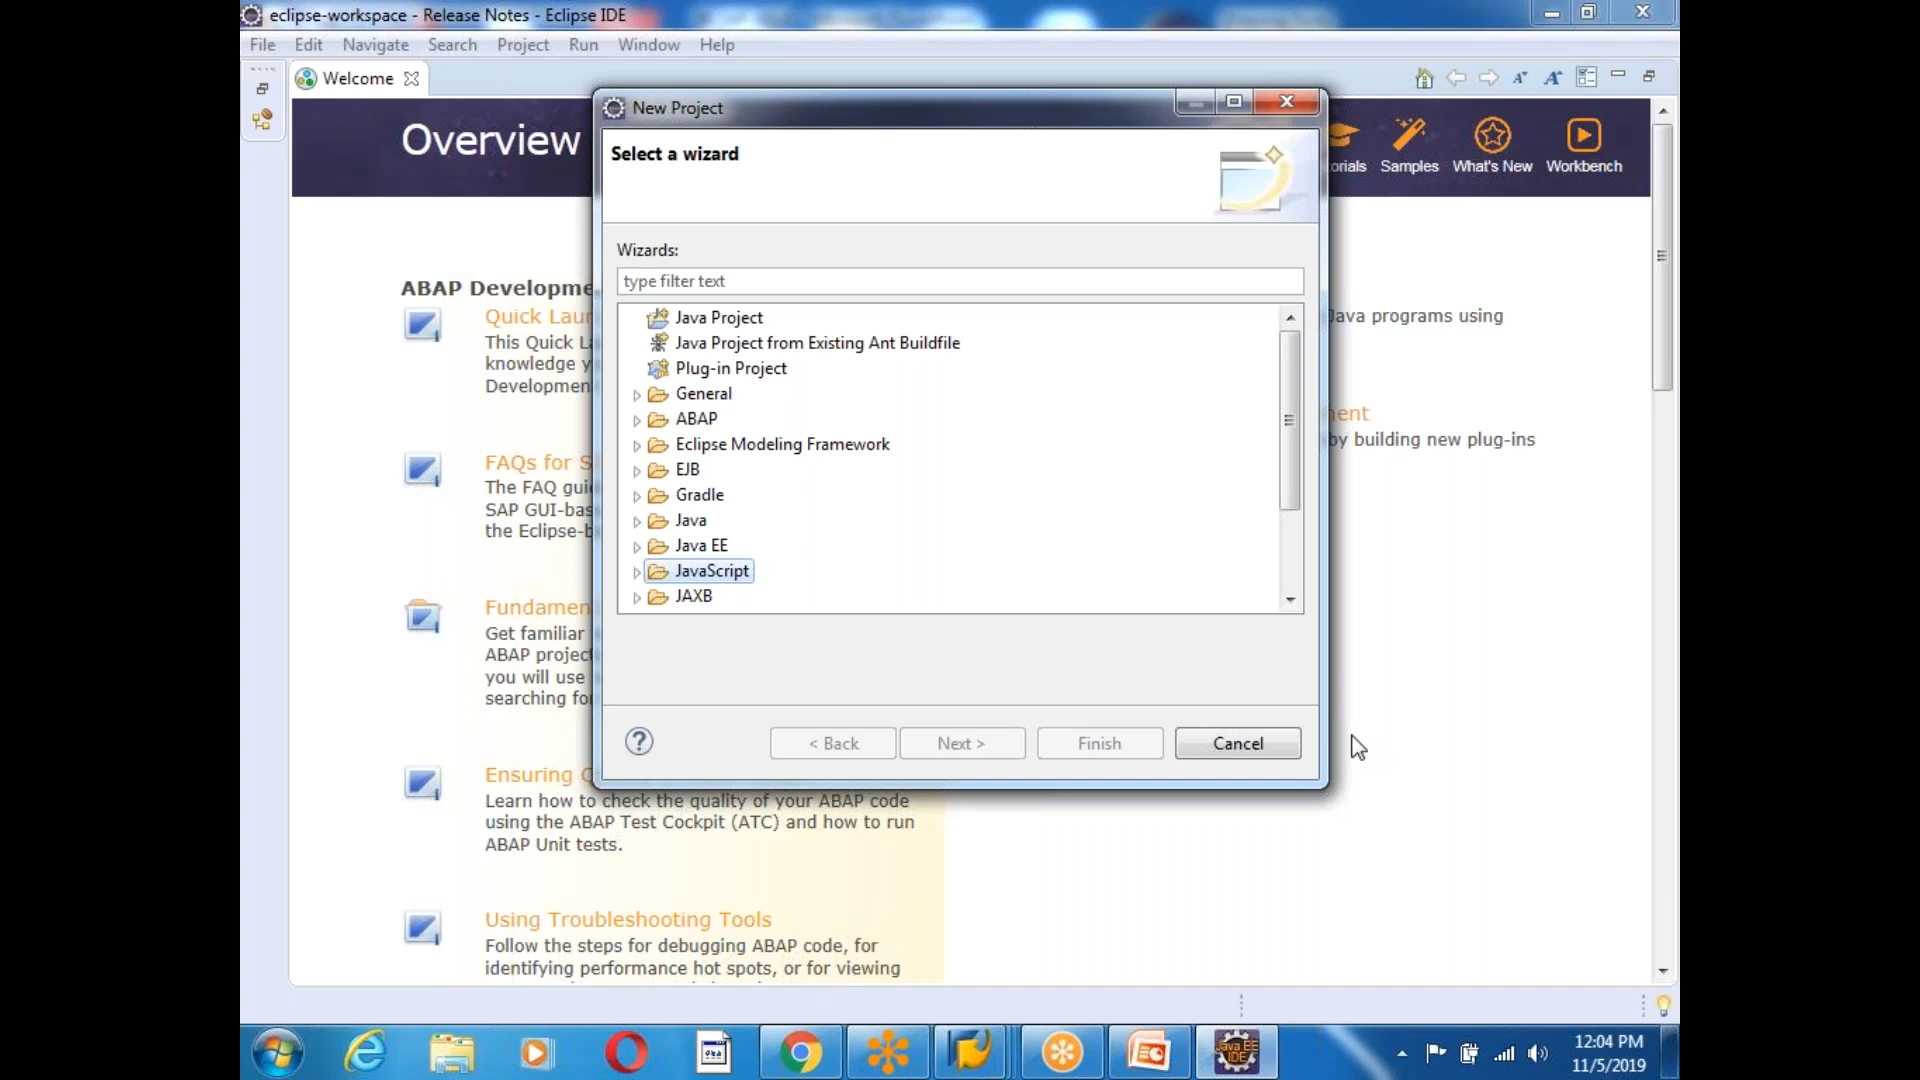 eclipse-workspace - Release Notes - Eclipse IDE
File Edit Navigate Search Project Run Window Help
Welcome
Overview
orials Samples What's New Workbench
New Project
Select a wizard
Wizards:
type filter text
Java Project
Java Project from Existing Ant Buildfile
Plug-in Project
General
ABAP
Eclipse Modeling Framework
EJB
Gradle
Java
Java EE
JavaScript
JAXB
< Back Next > Finish Cancel
ABAP Developme
Quick Lau
This Quick L
knowledge y
Developmen
FAQs for S
The FAQ gui
SAP GUI-bas
the Eclipse-b
Fundamen
Get familiar
ABAP project
you will use
searching fo
Ensuring Q
Learn how to check the quality of your ABAP code
using the ABAP Test Cockpit (ATC) and how to run
ABAP Unit tests.
Using Troubleshooting Tools
Follow the steps for debugging ABAP code, for
identifying performance hot spots, or for viewing
Java programs using
ment
by building new plug-ins
Java EE
IDE
12:04 PM
11/5/2019